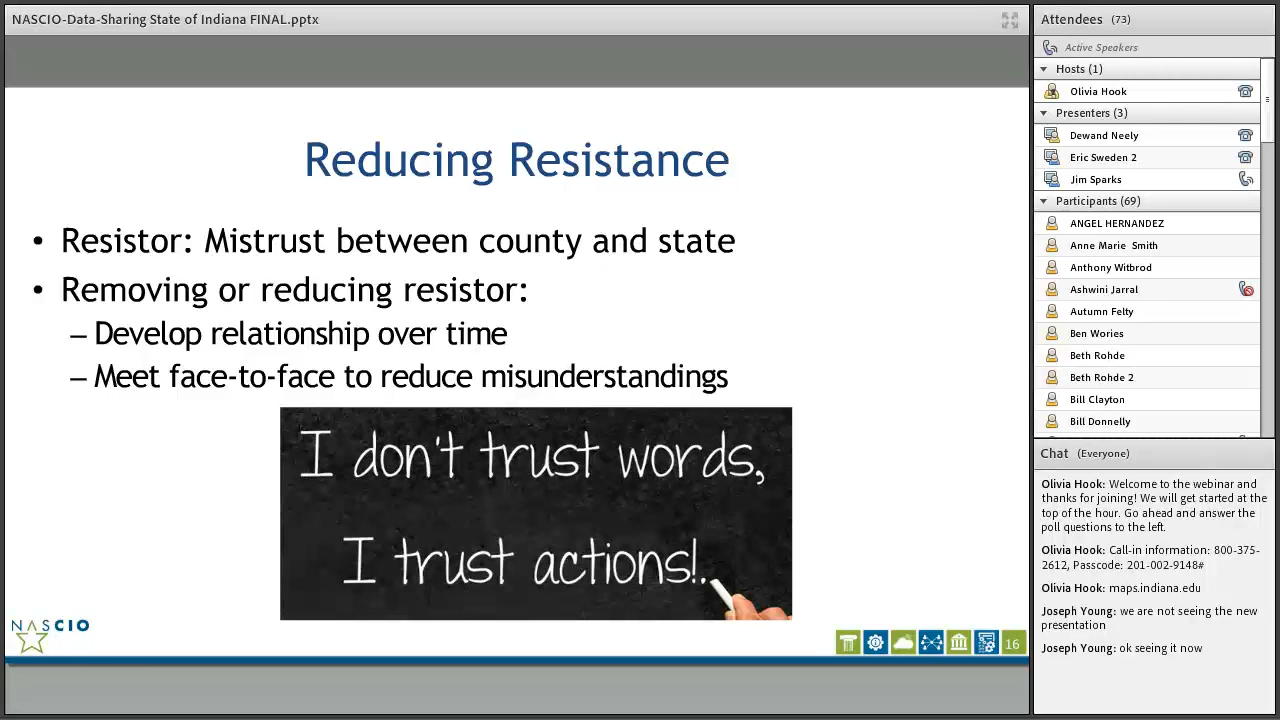 NASCIO-Data-Sharing State of Indiana FINAL.pptx
Reducing Resistance
• Resistor: Mistrust between county and state
• Removing or reducing resistor:
– Develop relationship over time
– Meet face-to-face to reduce misunderstandings
I don't trust words,
I trust actions!.
NASCIO
16
Attendees (73)
Active Speakers
Hosts (1)
Olivia Hook
Presenters (3)
Dewand Neely
Eric Sweden 2
Jim Sparks
Participants (69)
ANGEL HERNANDEZ
Anne Marie Smith
Anthony Witbrod
Ashwini Jarral
Autumn Felty
Ben Wories
Beth Rohde
Beth Rohde 2
Bill Clayton
Bill Donnelly
Chat (Everyone)
Olivia Hook: Welcome to the webinar and
thanks for joining! We will get started at the
top of the hour. Go ahead and answer the
poll questions to the left.
Olivia Hook: Call-in information: 800-375-
2612, Passcode: 201-002-9148#
Olivia Hook: maps.indiana.edu
Joseph Young: we are not seeing the new
presentation
Joseph Young: ok seeing it now